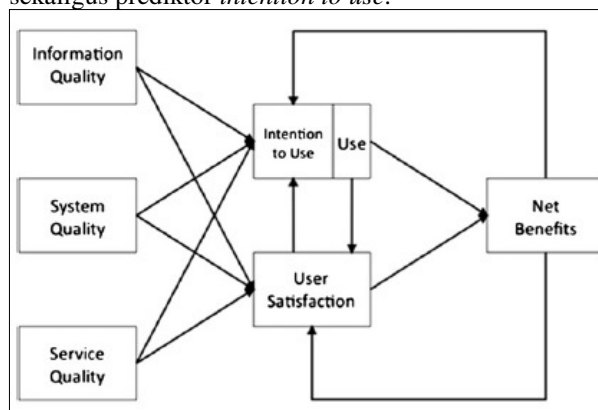 sekaligus prediktor intention to use.
Information
Quality
Intention
to Use
Use
System
Quality
Net
Benefits
User
Satisfaction
Service
Quality